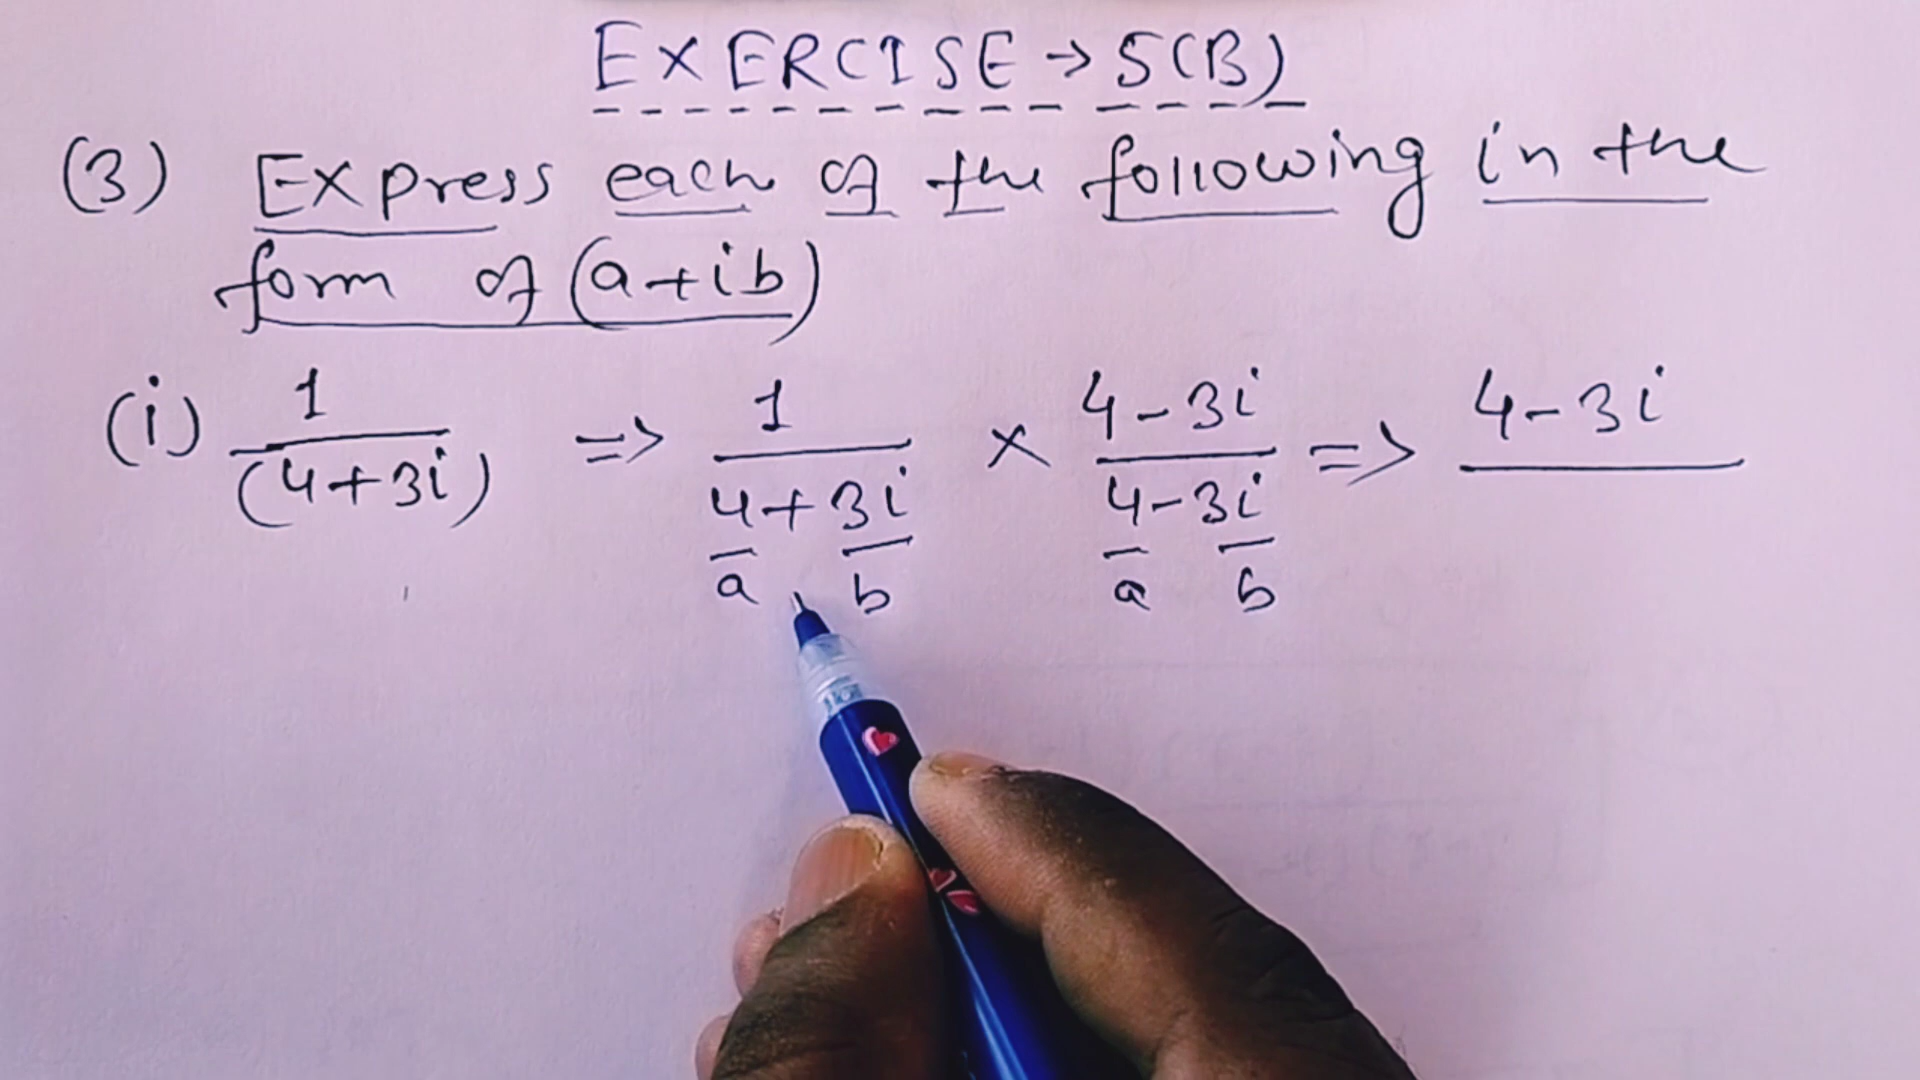 EXERCISE → 5(B)
(3) Express each of the following in the
form of (a+ib)
(i) 1/(4+3i) => 1/(4+3i) × (4-3i)/(4-3i) => 4-3i
a b a b